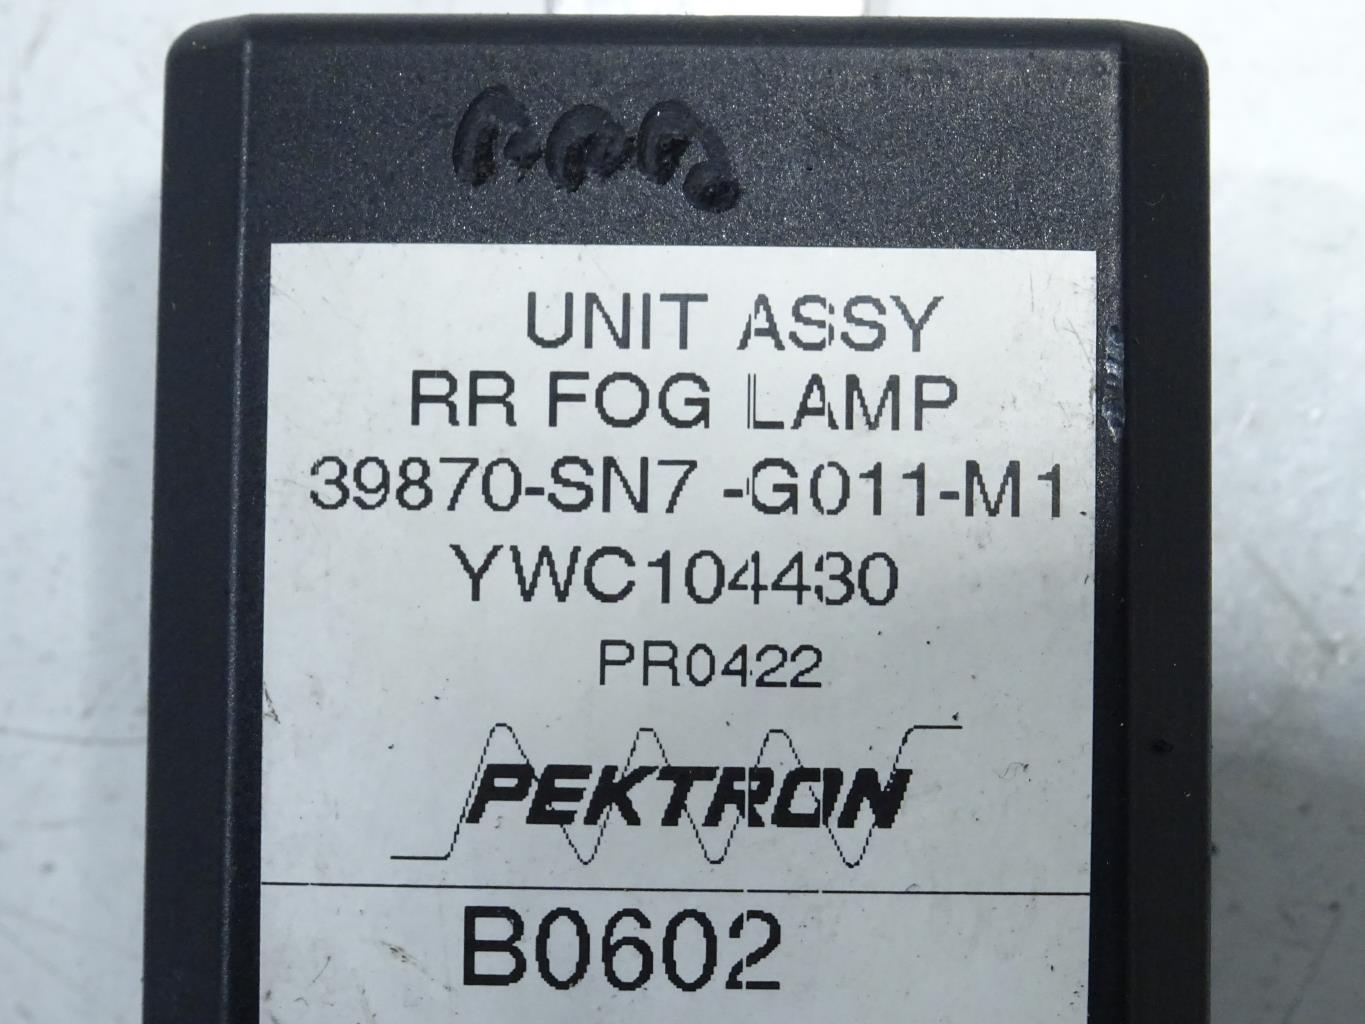 UNIT ASSY
RR FOG LAMP
39870-SN7 -G011-M1
YWC104430
PR0422
PEKTRON
B0602